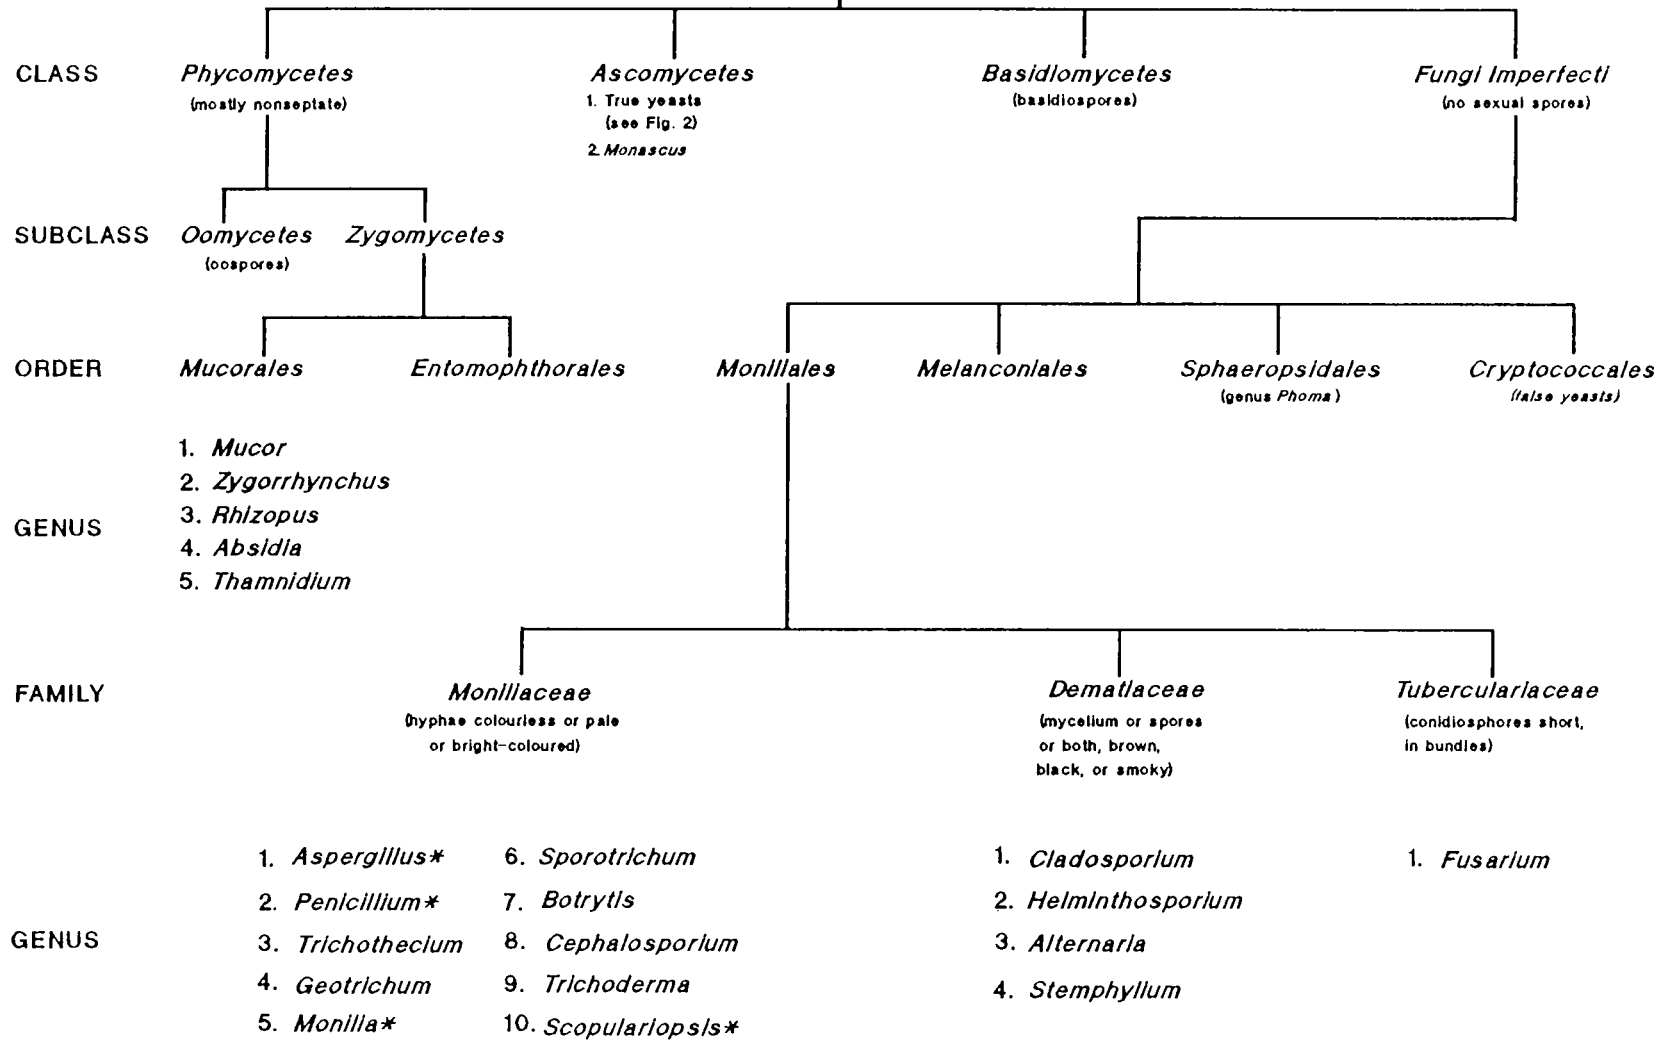 CLASS Phycomycetes Ascomycetes Basidiomycetes Fungi Imperfecti
(mostly nonseptate) 1. True yeasts (basidiospores) (no sexual spores)
(see Fig. 2)
2. Monascus
SUBCLASS Oomycetes Zygomycetes
(oospores)
ORDER Mucorales Entomophthorales Moniliales Melanconiales Sphaeropsidales Cryptococcales
(genus Phoma) (false yeasts)
1. Mucor
2. Zygorrhynchus
GENUS 3. Rhizopus
4. Absidia
5. Thamnidium
FAMILY Moniliaceae Dematiaceae Tuberculariaceae
(hyphae colourless or pale (mycelium or spores (conidiosphores short,
or bright-coloured) or both, brown, in bundles)
black, or smoky)
1. Aspergillus* 6. Sporotrichum 1. Cladosporium 1. Fusarium
2. Penicillium* 7. Botrytis 2. Helminthosporium
GENUS 3. Trichothecium 8. Cephalosporium 3. Alternaria
4. Geotrichum 9. Trichoderma 4. Stemphylium
5. Monilia* 10. Scopulariopsis*